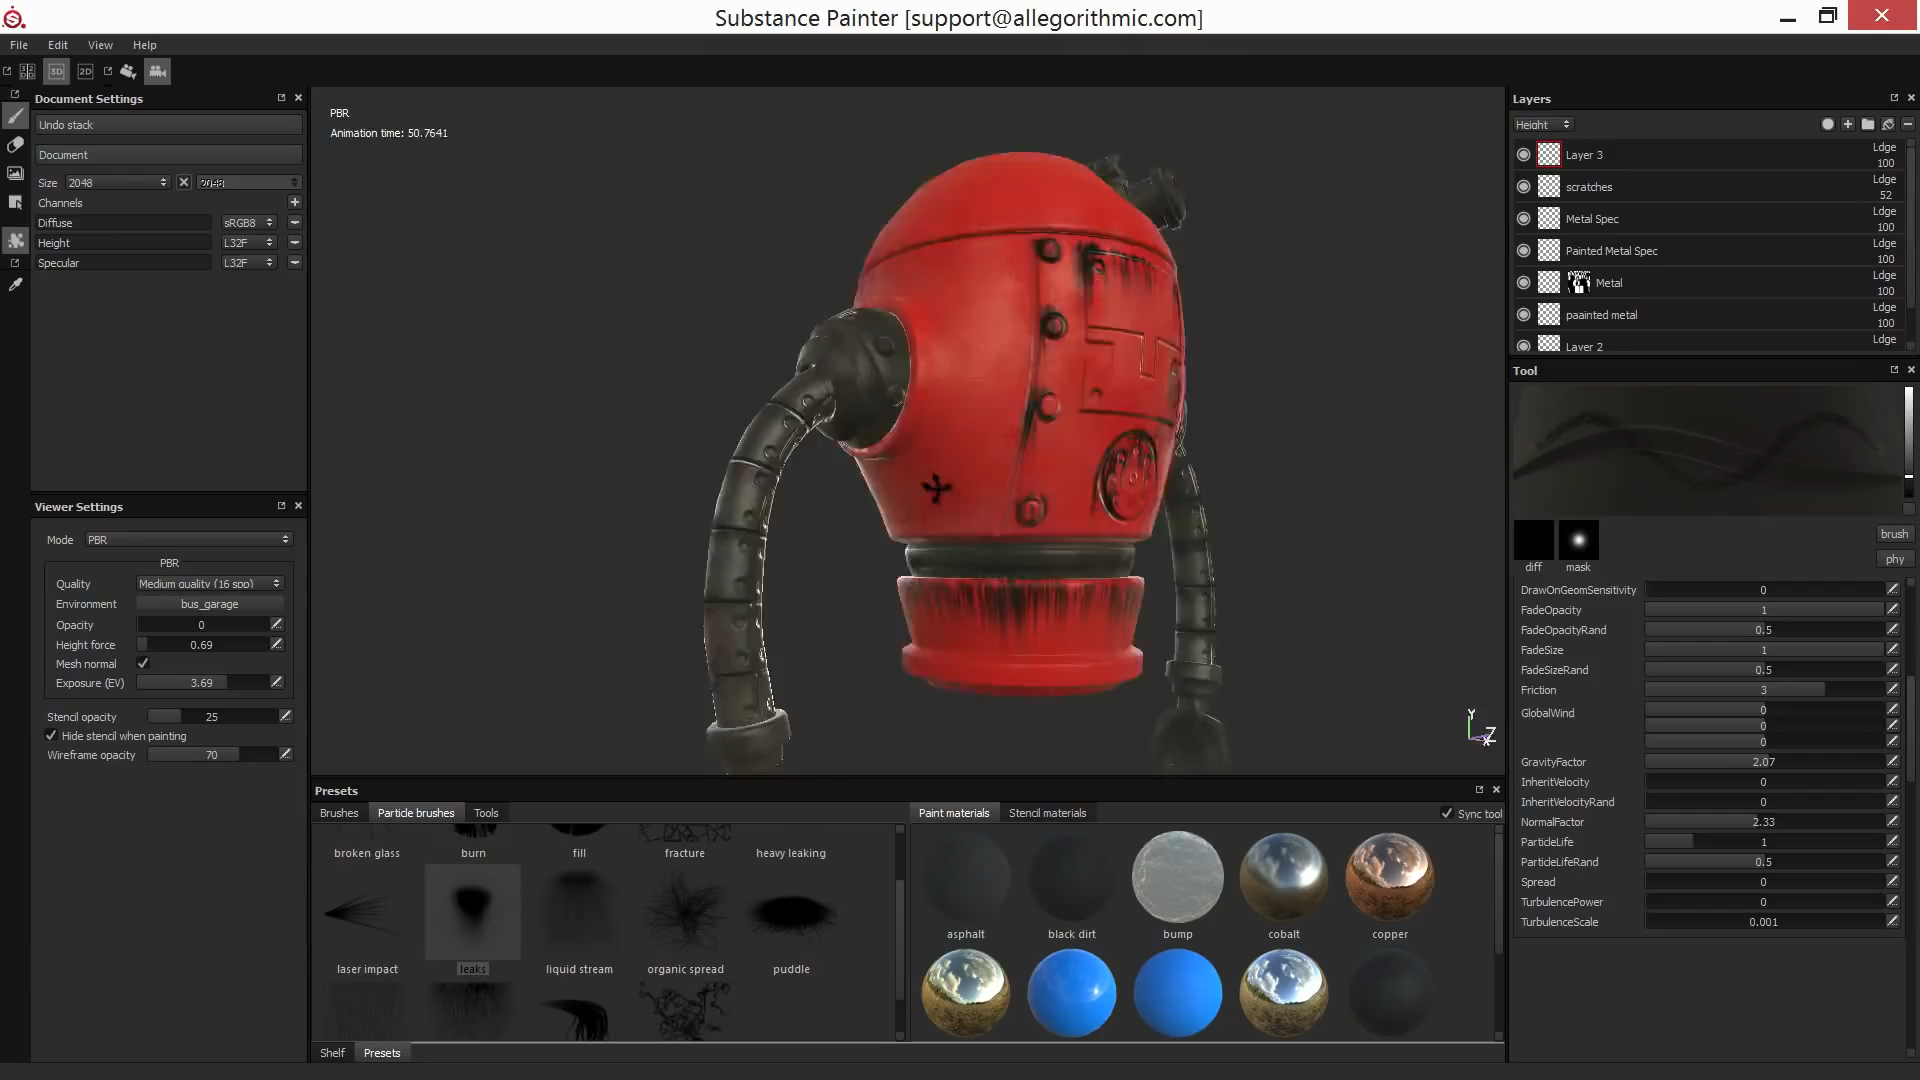 Substance Painter [support@allegorithmic.com]
File Edit View Help
3D 2D
Document Settings
Undo stack
Document
Size 2048 2048
Channels
Diffuse sRGB8
Height L32F
Specular L32F
Viewer Settings
Mode PBR
PBR
Quality Medium quality (16 spp)
Environment bus_garage
Opacity 0
Height force 0.69
Mesh normal
Exposure (EV) 3.69
Stencil opacity 25
Hide stencil when painting
Wireframe opacity 70
PBR
Animation time: 50.7641
Y
Z
X
Presets
Brushes Particle brushes Tools
broken glass burn fill fracture heavy leaking
laser impact leaks liquid stream organic spread puddle
Paint materials Stencil materials Sync tool
asphalt black dirt bump cobalt copper
Shelf Presets
Layers
Height
Layer 3 Ldge 100
scratches Ldge 52
Metal Spec Ldge 100
Painted Metal Spec Ldge 100
Metal Ldge 100
paainted metal Ldge 100
Layer 2 Ldge
Tool
brush
phy
diff mask
DrawOnGeomSensitivity 0
FadeOpacity 1
FadeOpacityRand 0.5
FadeSize 1
FadeSizeRand 0.5
Friction 3
GlobalWind 0
0
0
GravityFactor 2.07
InheritVelocity 0
InheritVelocityRand 0
NormalFactor 2.33
ParticleLife 1
ParticleLifeRand 0.5
Spread 0
TurbulencePower 0
TurbulenceScale 0.001